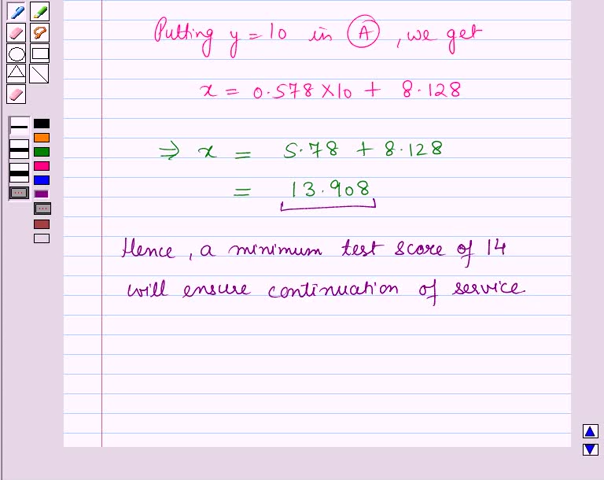 Putting y = 10 in Ⓐ, we get
x = 0.578 × 10 + 8.128
⇒ x = 5.78 + 8.128
= 13.908
Hence, a minimum test score of 14
will ensure continuation of service